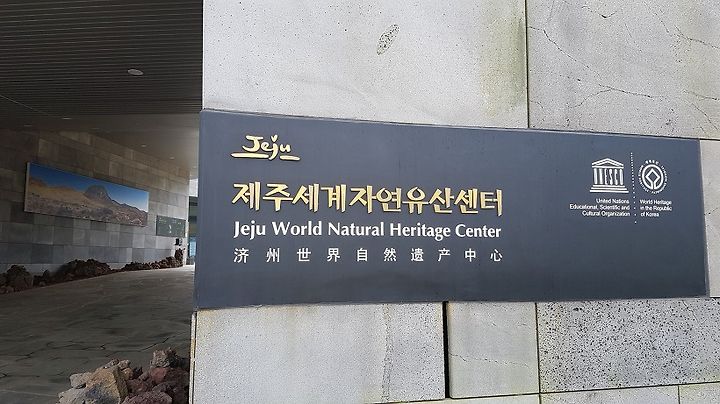 Jeju
제주세계자연유산센터
Jeju World Natural Heritage Center
济州世界自然遗产中心
United Nations
Educational, Scientific and
Cultural Organization
World Heritage
in the Republic
of Korea